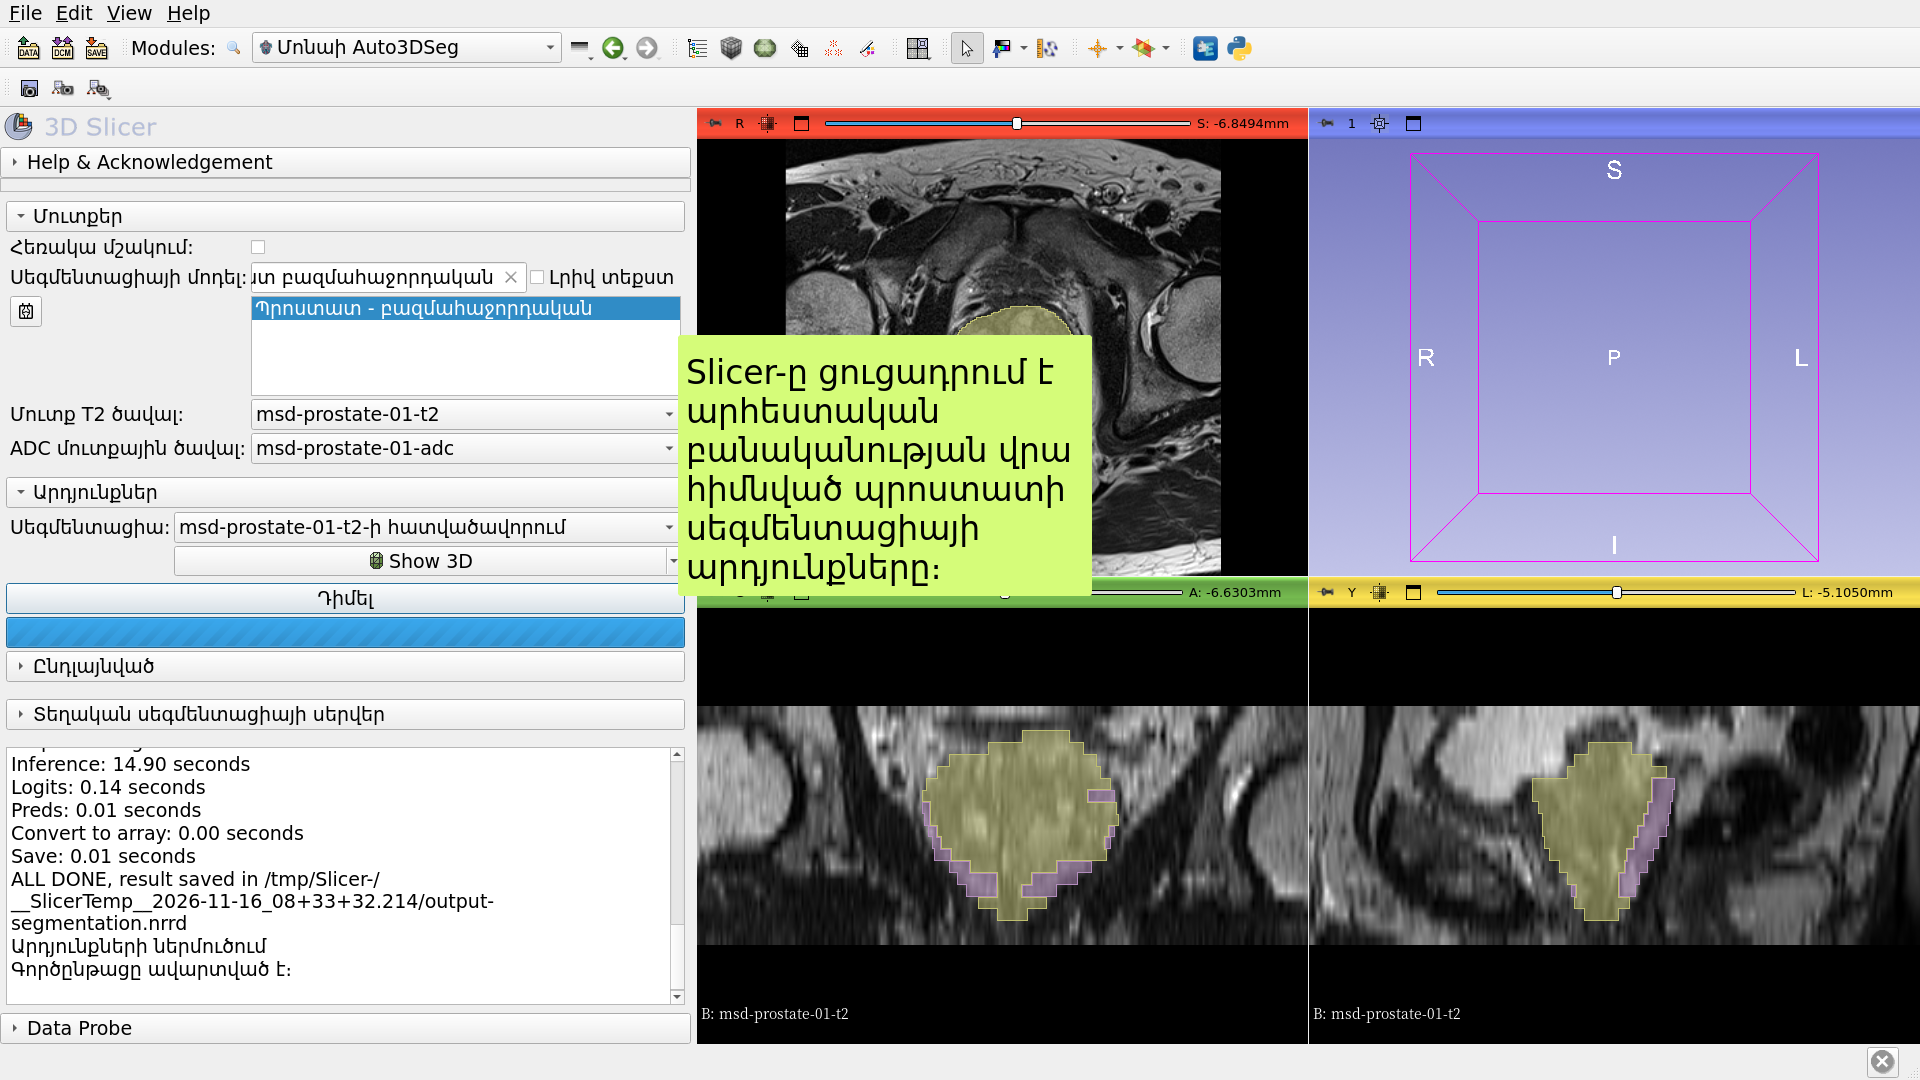 File Edit View Help
DATA DCM SAVE Modules: Մոնաի Auto3DSeg
3D Slicer
Help & Acknowledgement
Մուտքեր
Հեռակա մշակում:
Սեգմենտացիայի մոդել: բազմահաջորդական Լրիվ տեքստ
Պրոստատ - բազմահաջորդական
Մուտք T2 ծավալ: msd-prostate-01-t2
ADC մուտքային ծավալ: msd-prostate-01-adc
Արդյունքներ
Սեգմենտացիա: msd-prostate-01-t2-ի հատվածավորում
Show 3D
Դիմել
Ընդլայնված
Տեղական սեգմենտացիայի սերվեր
Inference: 14.90 seconds
Logits: 0.14 seconds
Preds: 0.01 seconds
Convert to array: 0.00 seconds
Save: 0.01 seconds
ALL DONE, result saved in /tmp/Slicer-/
__SlicerTemp__2026-11-16_08+33+32.214/output-
segmentation.nrrd
Արդյունքների ներմուծում
Գործընթացը ավարտված է։
Data Probe
R S: -6.8494mm
1
S
R P L
I
Slicer-ը ցուցադրում է
արհեստական
բանականության վրա
հիմնված պրոստատի
սեգմենտացիայի
արդյունքները։
A: -6.6303mm
Y L: -5.1050mm
B: msd-prostate-01-t2
B: msd-prostate-01-t2